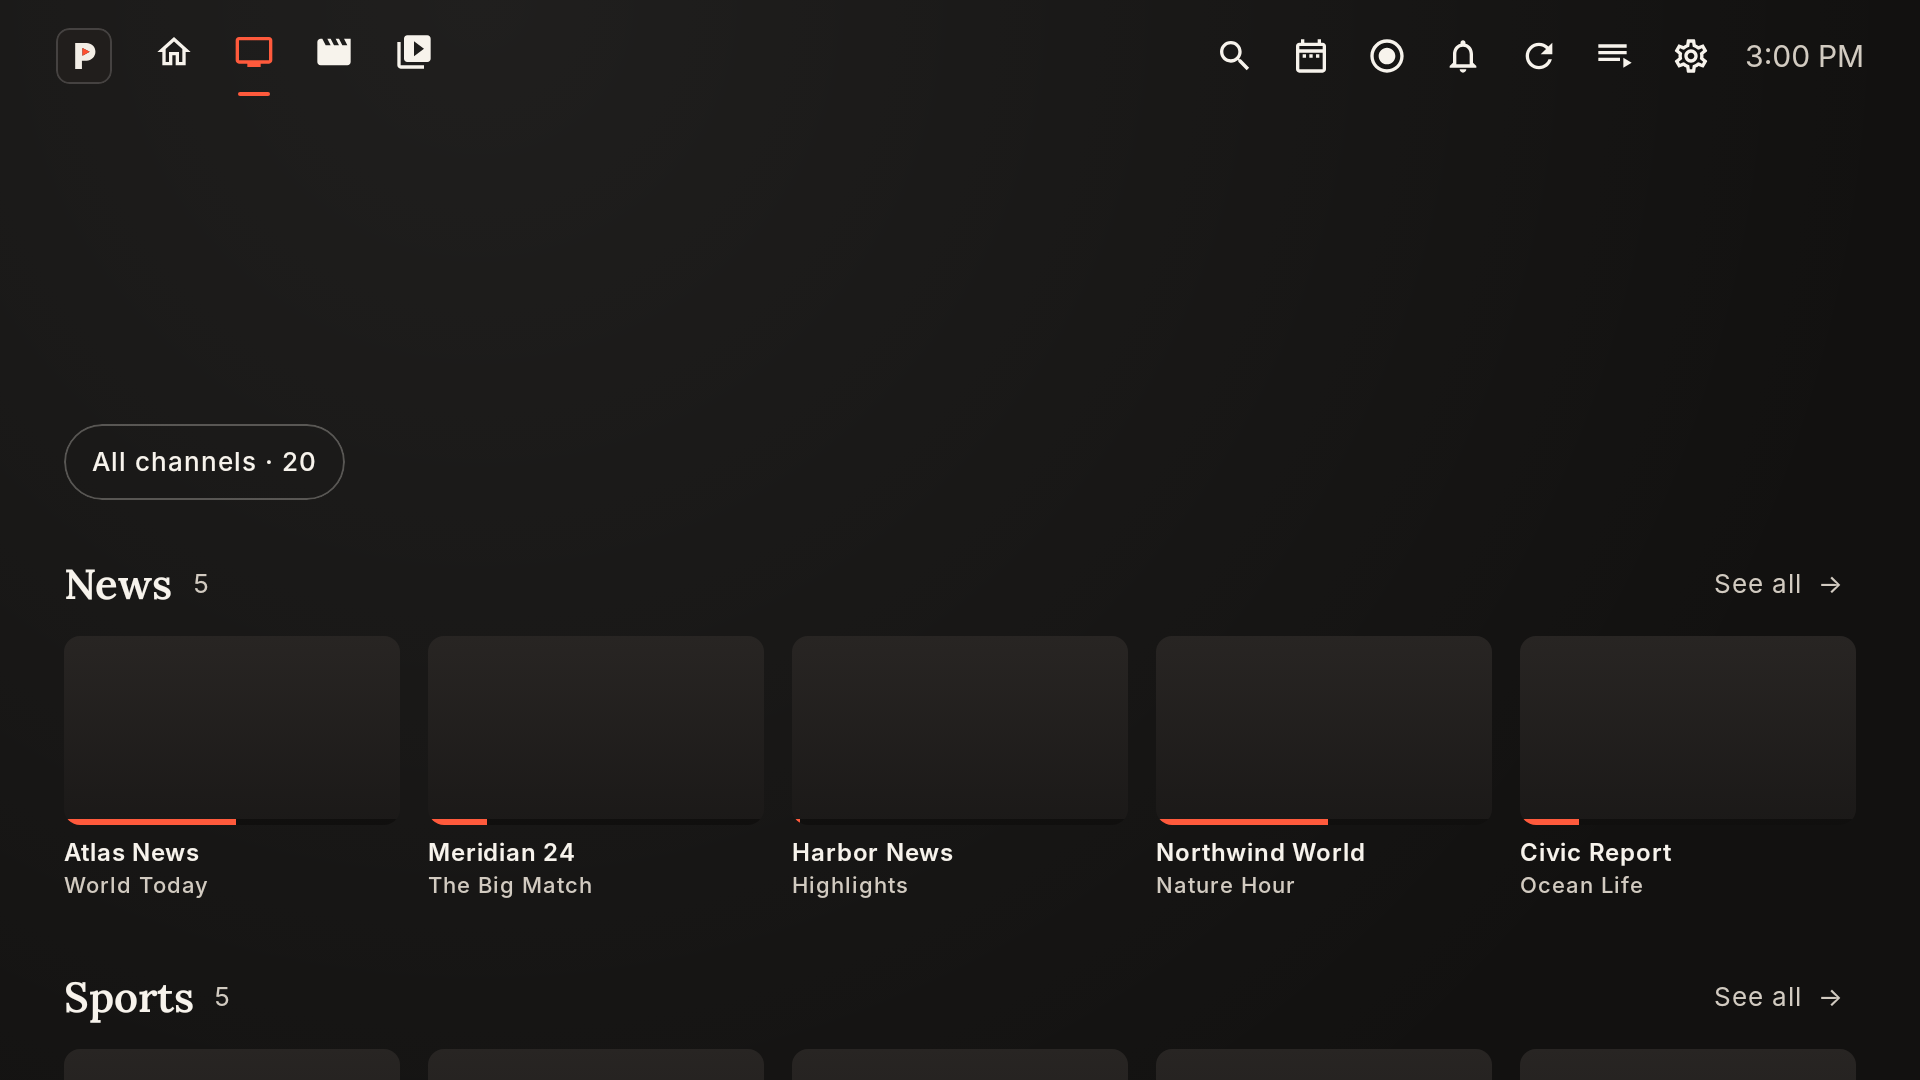 P
3:00 PM
All channels · 20
News 5
See all →
Atlas News
World Today
Meridian 24
The Big Match
Harbor News
Highlights
Northwind World
Nature Hour
Civic Report
Ocean Life
Sports 5
See all →